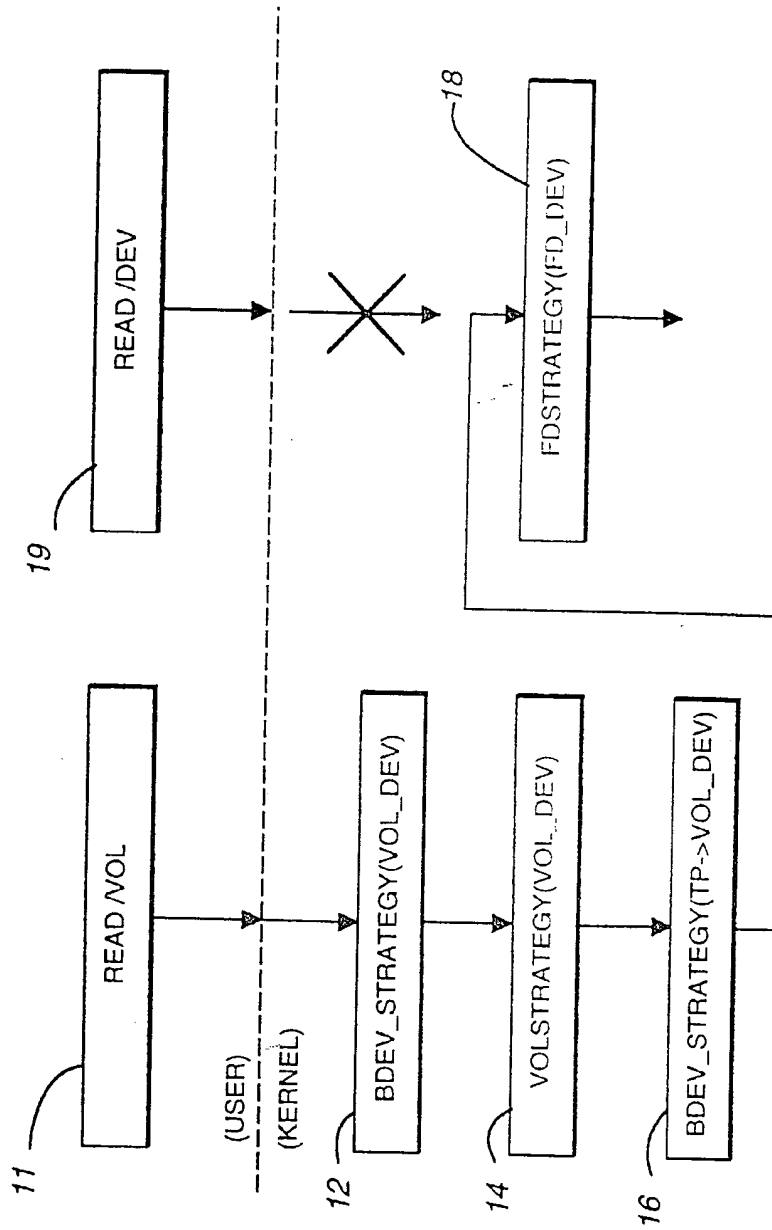 11
READ /VOL
(USER)
(KERNEL)
12
BDEV_STRATEGY(VOL_DEV)
14
VOLSTRATEGY(VOL_DEV)
16
BDEV_STRATEGY(TP->VOL_DEV)
19
READ /DEV
18
FDSTRATEGY(FD_DEV)